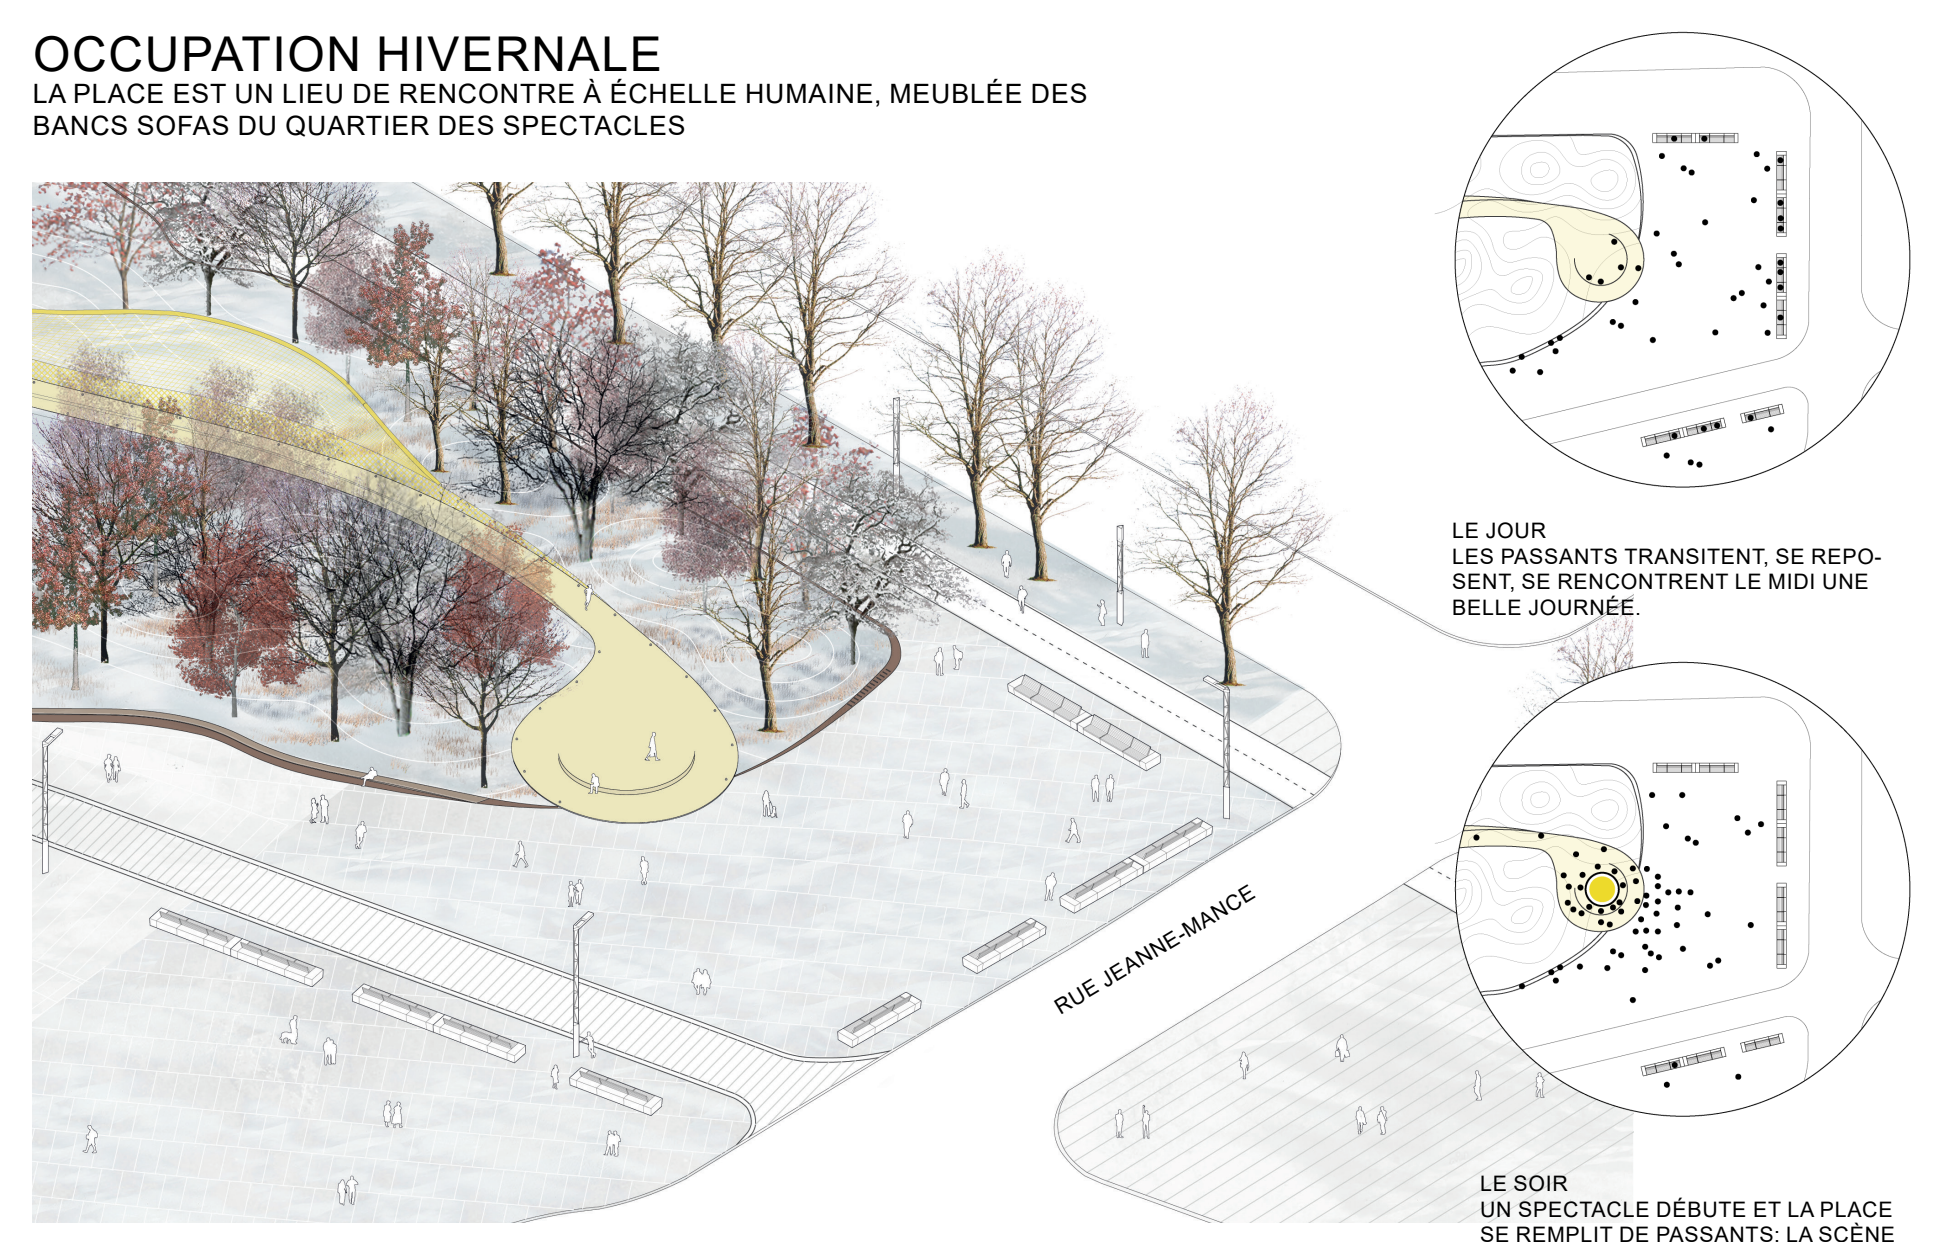 OCCUPATION HIVERNALE
LA PLACE EST UN LIEU DE RENCONTRE À ÉCHELLE HUMAINE, MEUBLÉE DES
BANCS SOFAS DU QUARTIER DES SPECTACLES
LE JOUR
LES PASSANTS TRANSITENT, SE REPO-
SENT, SE RENCONTRENT LE MIDI UNE
BELLE JOURNÉE.
RUE JEANNE-MANCE
LE SOIR
UN SPECTACLE DÉBUTE ET LA PLACE
SE REMPLIT DE PASSANTS: LA SCÈNE